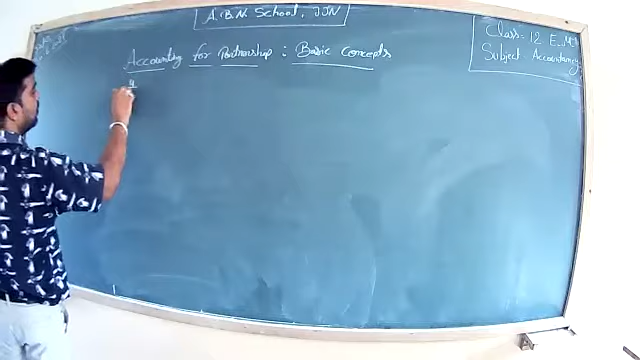 A.B.N. School, JJN
Class:- 12 E.M
Subject: Accountancy
Accounting for Partnership : Basic Concepts